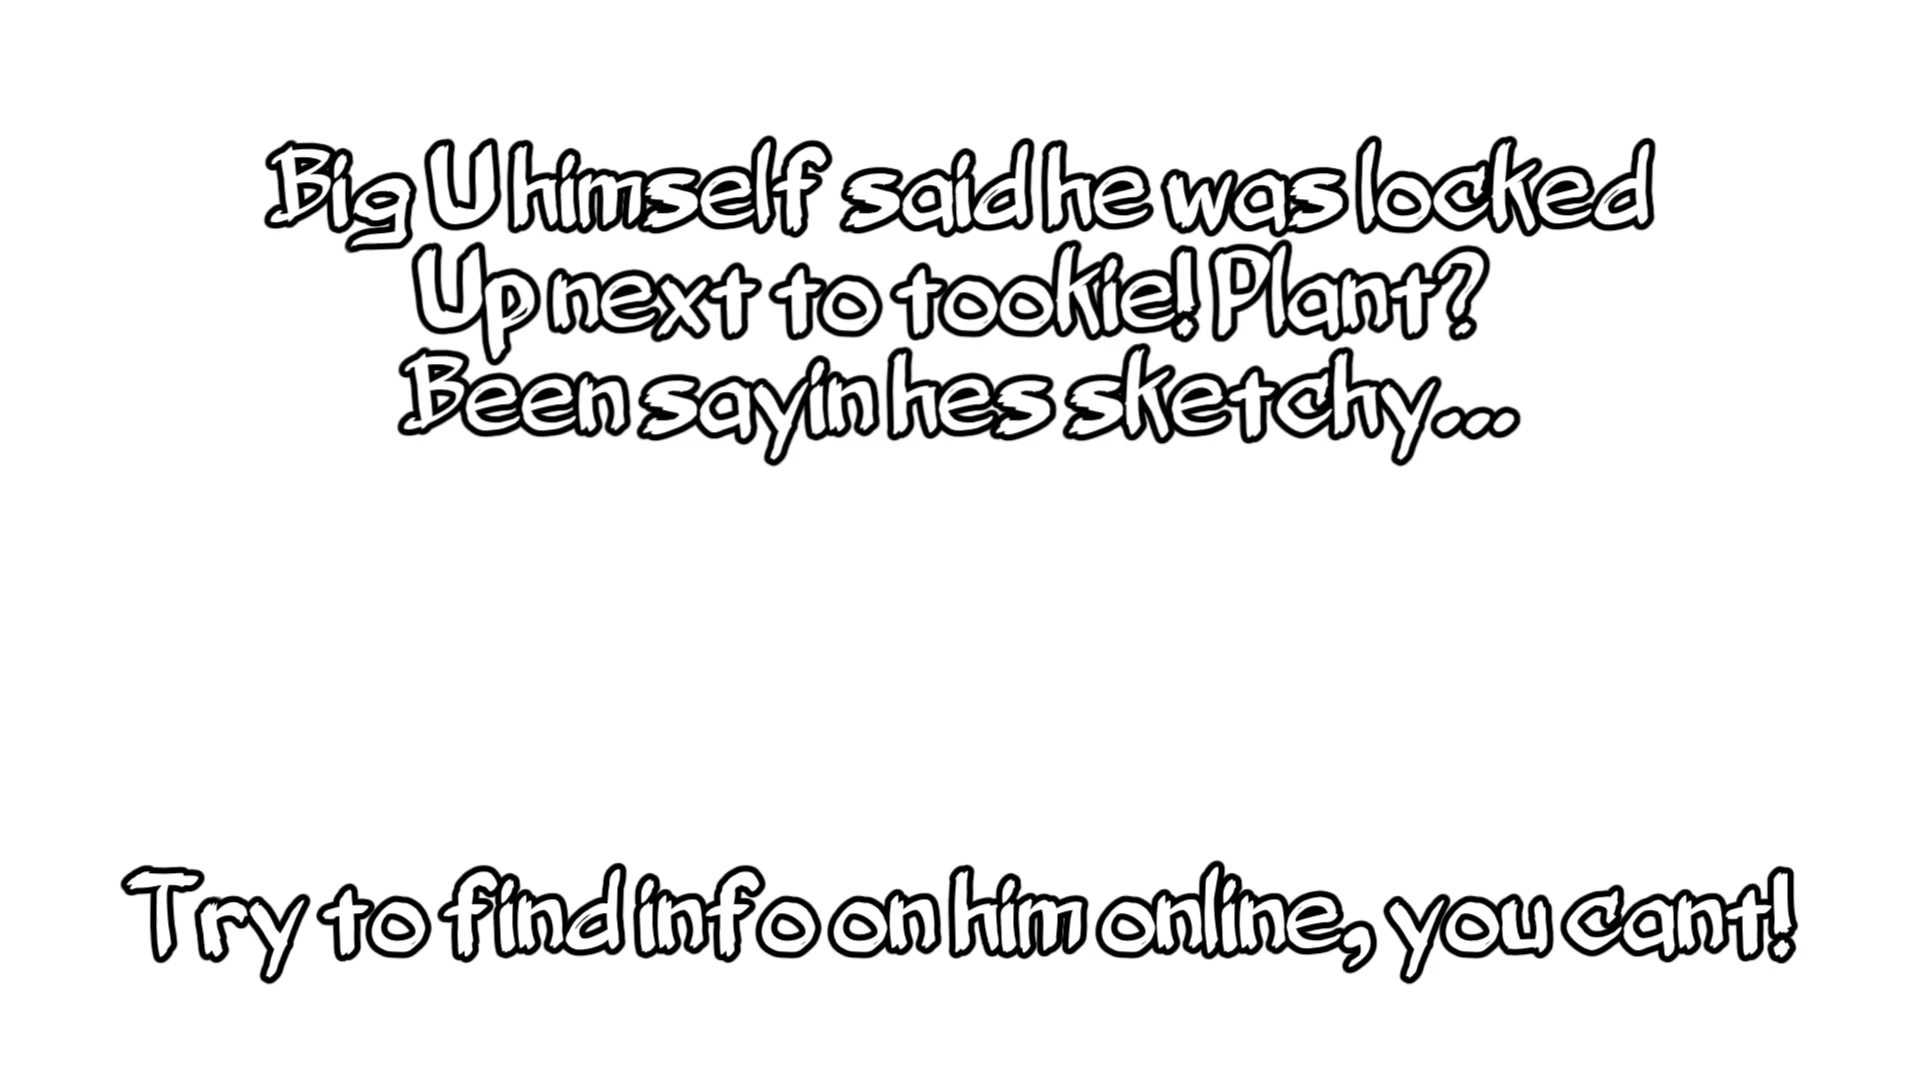 Big U himself said he was locked
Up next to tookie! Plant?
Been sayin hes sketchy...
Try to find info on him online, you cant!